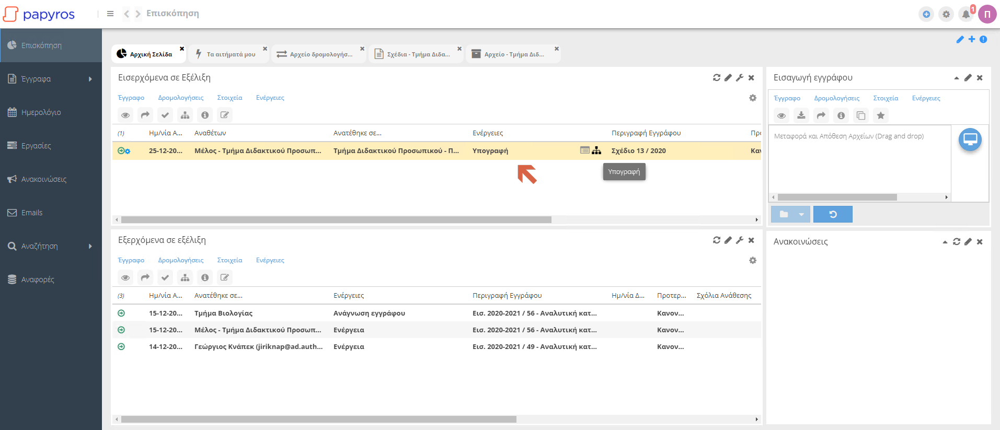 papyros
Επισκόπηση
1
Π
Επισκόπηση
Έγγραφα
Ημερολόγιο
Εργασίες
Ανακοινώσεις
Emails
Αναζήτηση
Αναφορές
Αρχική Σελίδα
Τα αιτήματά μου
Αρχείο δρομολογήσ...
Σχέδια - Τμήμα Διδα...
Αρχείο - Τμήμα Διδ...
Εισερχόμενα σε Εξέλιξη
Έγγραφο Δρομολογήσεις Στοιχεία Ενέργειες
(1) Ημ/νία Α... Αναθέτων Ανατέθηκε σε... Ενέργειες Περιγραφή Εγγράφου Προ
25-12-20... Μέλος - Τμήμα Διδακτικού Προσωπ... Τμήμα Διδακτικού Προσωπικού - Π... Υπογραφή Σχέδιο 13 / 2020 Καν
Υπογραφή
Εξερχόμενα σε εξέλιξη
Έγγραφο Δρομολογήσεις Στοιχεία Ενέργειες
(3) Ημ/νία Α... Ανατέθηκε σε... Ενέργειες Περιγραφή Εγγράφου Ημ/νία Δ... Προτερ... Σχόλια Ανάθεσης
15-12-20... Τμήμα Βιολογίας Ανάγνωση εγγράφου Εισ. 2020-2021 / 56 - Αναλυτική κατ... Κανον...
15-12-20... Μέλος - Τμήμα Διδακτικού Προσωπ... Ενέργεια Εισ. 2020-2021 / 56 - Αναλυτική κατ... Κανον...
14-12-20... Γεώργιος Κνάπεκ (jiriknap@ad.auth... Ενέργεια Εισ. 2020-2021 / 49 - Αναλυτική κατ... Κανον...
Εισαγωγή εγγράφου
Έγγραφο Δρομολογήσεις Στοιχεία Ενέργειες
Μεταφορά και Απόθεση Αρχείων (Drag and drop)
Ανακοινώσεις